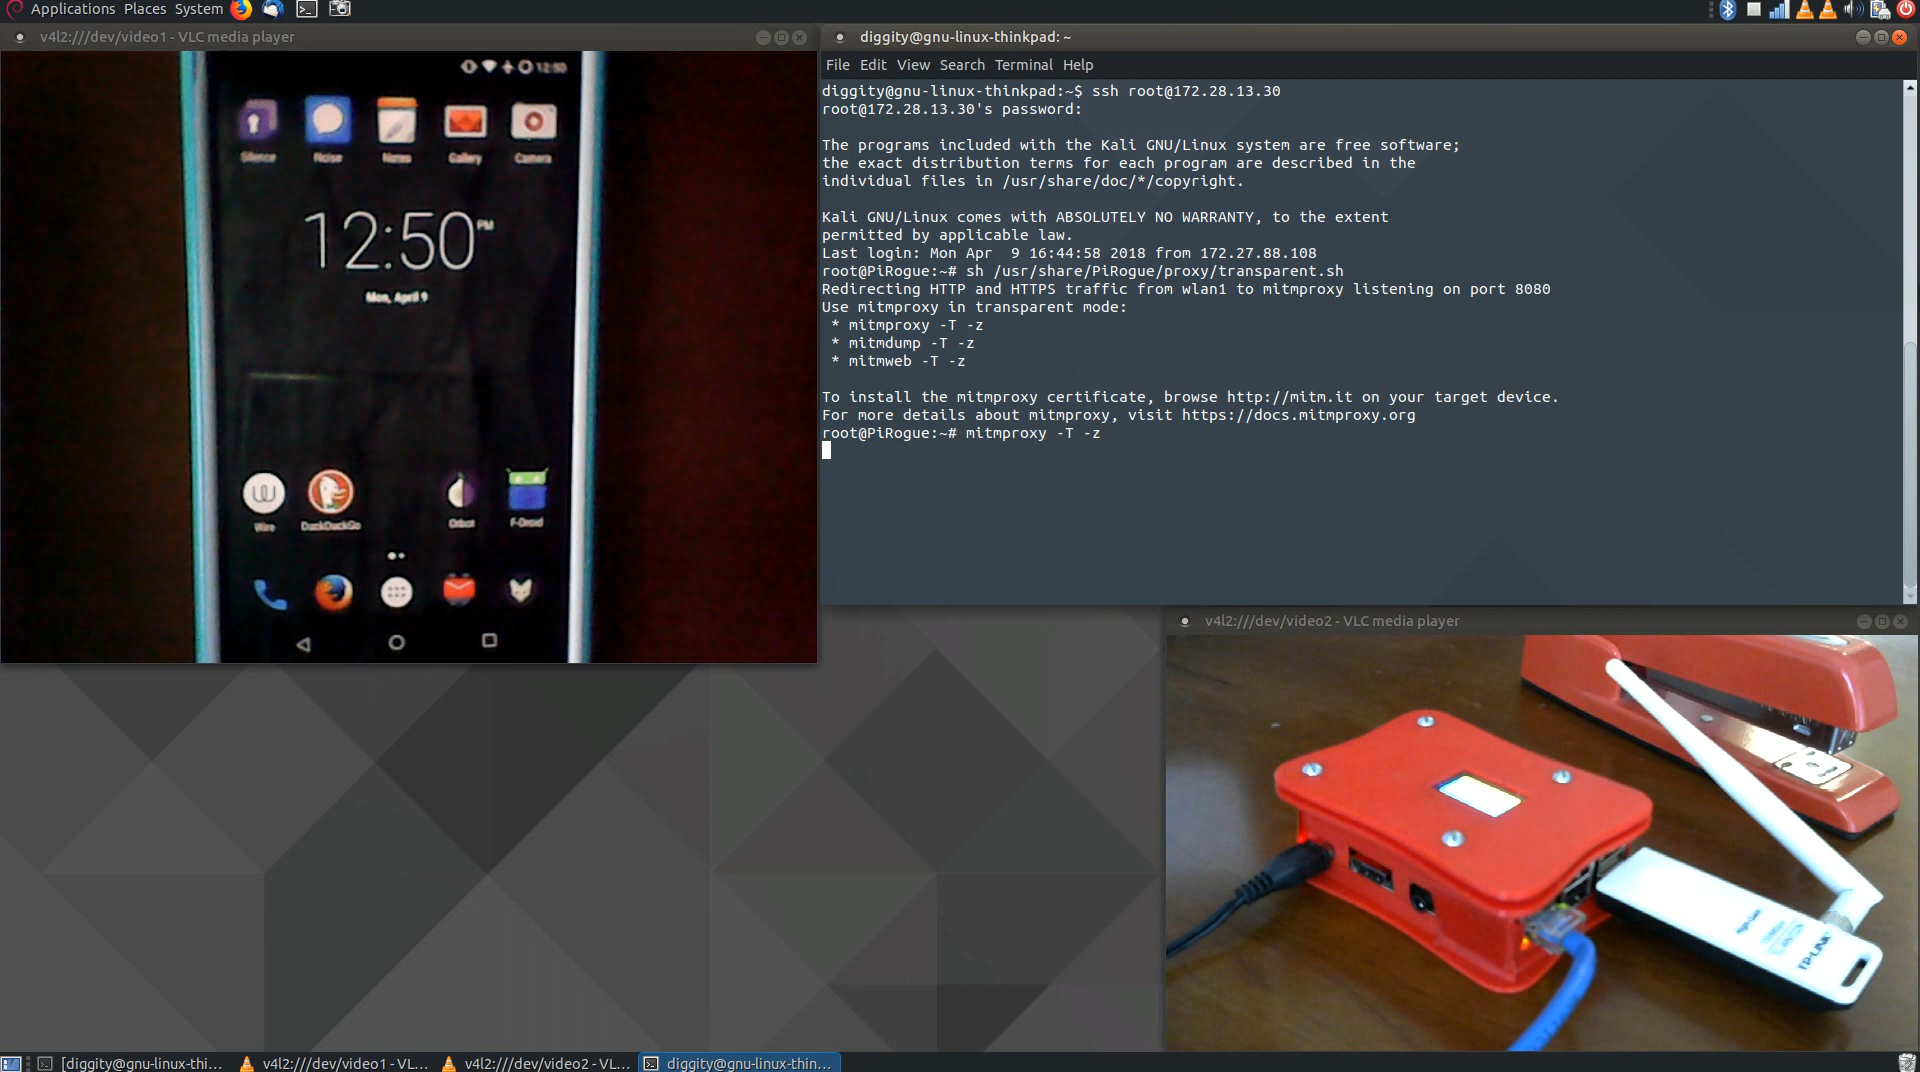 Applications Places System
v4l2:///dev/video1 - VLC media player
12:50
Silence Noise Notes Gallery Camera
12:50 PM
Mon, April 9
Wire DuckDuckGo Orbot F-Droid
diggity@gnu-linux-thinkpad: ~
File Edit View Search Terminal Help
diggity@gnu-linux-thinkpad:~$ ssh root@172.28.13.30
root@172.28.13.30's password:
The programs included with the Kali GNU/Linux system are free software;
the exact distribution terms for each program are described in the
individual files in /usr/share/doc/*/copyright.
Kali GNU/Linux comes with ABSOLUTELY NO WARRANTY, to the extent
permitted by applicable law.
Last login: Mon Apr  9 16:44:58 2018 from 172.27.88.108
root@PiRogue:~# sh /usr/share/PiRogue/proxy/transparent.sh
Redirecting HTTP and HTTPS traffic from wlan1 to mitmproxy listening on port 8080
Use mitmproxy in transparent mode:
* mitmproxy -T -z
* mitmdump -T -z
* mitmweb -T -z
To install the mitmproxy certificate, browse http://mitm.it on your target device.
For more details about mitmproxy, visit https://docs.mitmproxy.org
root@PiRogue:~# mitmproxy -T -z
v4l2:///dev/video2 - VLC media player
TP-LINK
[diggity@gnu-linux-thi... v4l2:///dev/video1 - VL... v4l2:///dev/video2 - VL... diggity@gnu-linux-thin...